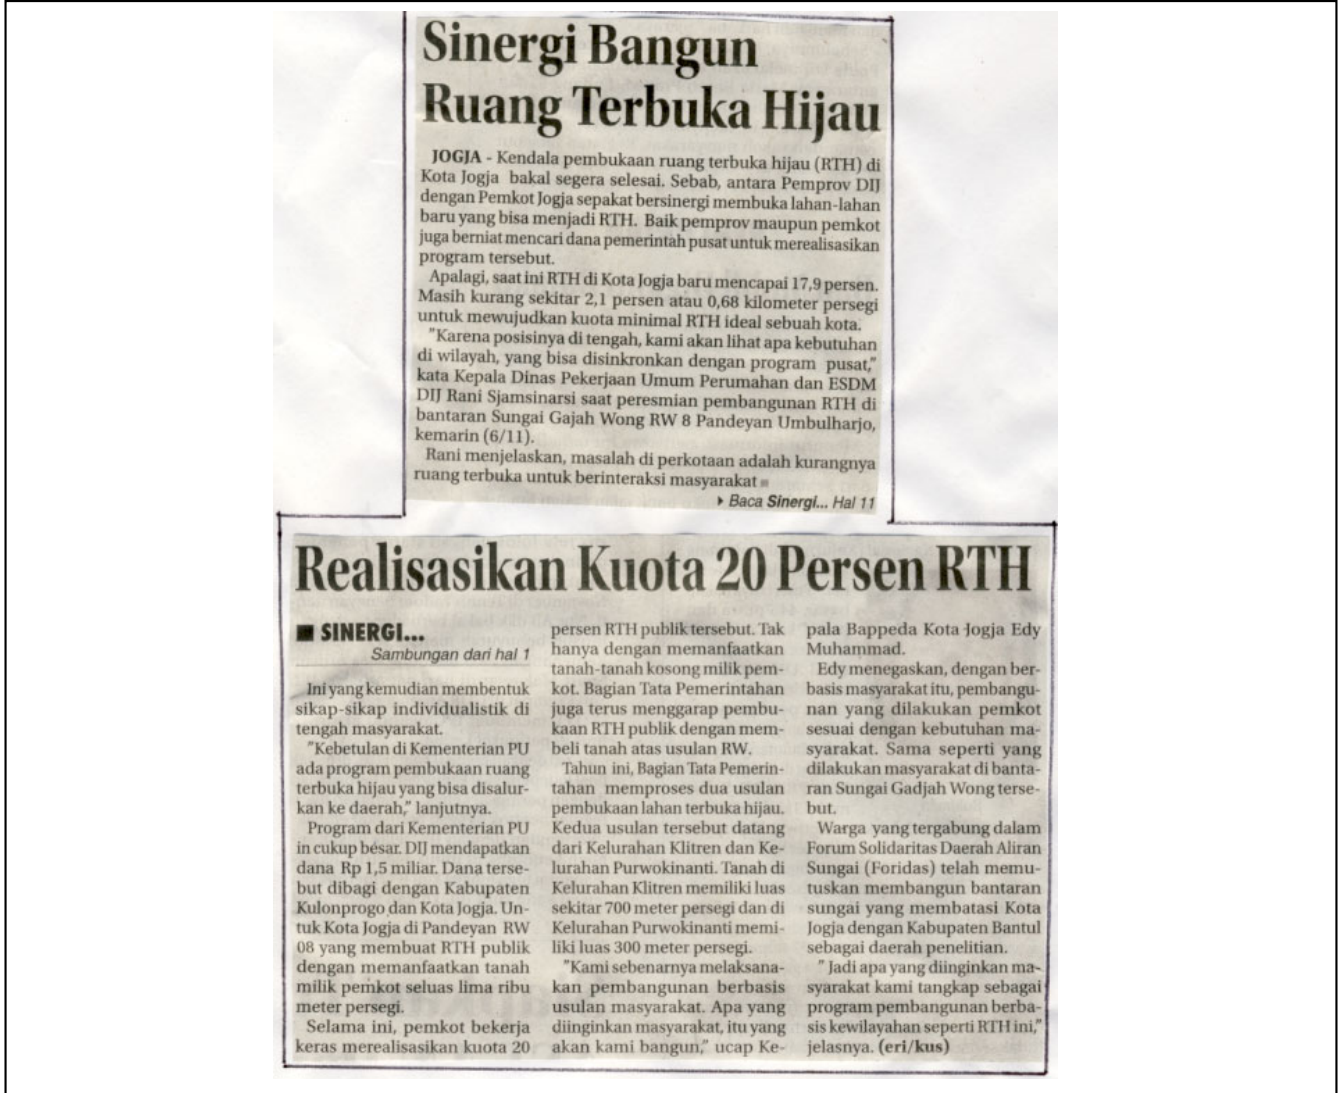 Sinergi Bangun
Ruang Terbuka Hijau
JOGJA - Kendala pembukaan ruang terbuka hijau (RTH) di
Kota Jogja bakal segera selesai. Sebab, antara Pemprov DIJ
dengan Pemkot Jogja sepakat bersinergi membuka lahan-lahan
baru yang bisa menjadi RTH. Baik pemprov maupun pemkot
juga berniat mencari dana pemerintah pusat untuk merealisasikan
program tersebut.
Apalagi, saat ini RTH di Kota Jogja baru mencapai 17,9 persen.
Masih kurang sekitar 2,1 persen atau 0,68 kilometer persegi
untuk mewujudkan kuota minimal RTH ideal sebuah kota.
"Karena posisinya di tengah, kami akan lihat apa kebutuhan
di wilayah, yang bisa disinkronkan dengan program pusat,"
kata Kepala Dinas Pekerjaan Umum Perumahan dan ESDM
DIJ Rani Sjamsinarsi saat peresmian pembangunan RTH di
bantaran Sungai Gajah Wong RW 8 Pandeyan Umbulharjo,
kemarin (6/11).
Rani menjelaskan, masalah di perkotaan adalah kurangnya
ruang terbuka untuk berinteraksi masyarakat
Baca Sinergi... Hal 11
Realisasikan Kuota 20 Persen RTH
SINERGI...
Sambungan dari hal 1
Ini yang kemudian membentuk
sikap-sikap individualistik di
tengah masyarakat.
"Kebetulan di Kementerian PU
ada program pembukaan ruang
terbuka hijau yang bisa disalur-
kan ke daerah," lanjutnya.
Program dari Kementerian PU
in cukup besar. DIJ mendapatkan
dana Rp 1,5 miliar. Dana terse-
but dibagi dengan Kabupaten
Kulonprogo dan Kota Jogja. Un-
tuk Kota Jogja di Pandeyan RW
08 yang membuat RTH publik
dengan memanfaatkan tanah
milik pemkot seluas lima ribu
meter persegi.
Selama ini, pemkot bekerja
keras merealisasikan kuota 20
persen RTH publik tersebut. Tak
hanya dengan memanfaatkan
tanah-tanah kosong milik pem-
kot. Bagian Tata Pemerintahan
juga terus menggarap pembu-
kaan RTH publik dengan mem-
beli tanah atas usulan RW.
Tahun ini, Bagian Tata Pemerin-
tahan memproses dua usulan
pembukaan lahan terbuka hijau.
Kedua usulan tersebut datang
dari Kelurahan Klitren dan Ke-
lurahan Purwokinanti. Tanah di
Kelurahan Klitren memiliki luas
sekitar 700 meter persegi dan di
Kelurahan Purwokinanti memi-
liki luas 300 meter persegi.
"Kami sebenarnya melaksana-
kan pembangunan berbasis
usulan masyarakat. Apa yang
diinginkan masyarakat, itu yang
akan kami bangun," ucap Ke-
pala Bappeda Kota Jogja Edy
Muhammad.
Edy menegaskan, dengan ber-
basis masyarakat itu, pembangu-
nan yang dilakukan pemkot
sesuai dengan kebutuhan ma-
syarakat. Sama seperti yang
dilakukan masyarakat di banta-
ran Sungai Gadjah Wong terse-
but.
Warga yang tergabung dalam
Forum Solidaritas Daerah Aliran
Sungai (Foridas) telah memu-
tuskan membangun bantaran
sungai yang membatasi Kota
Jogja dengan Kabupaten Bantul
sebagai daerah penelitian.
"Jadi apa yang diinginkan ma-
syarakat kami tangkap sebagai
program pembangunan berba-
sis kewilayahan seperti RTH ini,"
jelasnya. (eri/kus)